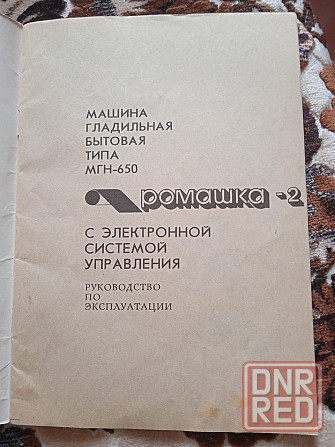 МАШИНА
ГЛАДИЛЬНАЯ
БЫТОВАЯ
ТИПА
МГН-650
ромашка-2
С ЭЛЕКТРОННОЙ
СИСТЕМОЙ
УПРАВЛЕНИЯ
РУКОВОДСТВО
ПО
ЭКСПЛУАТАЦИИ
DNR
RED